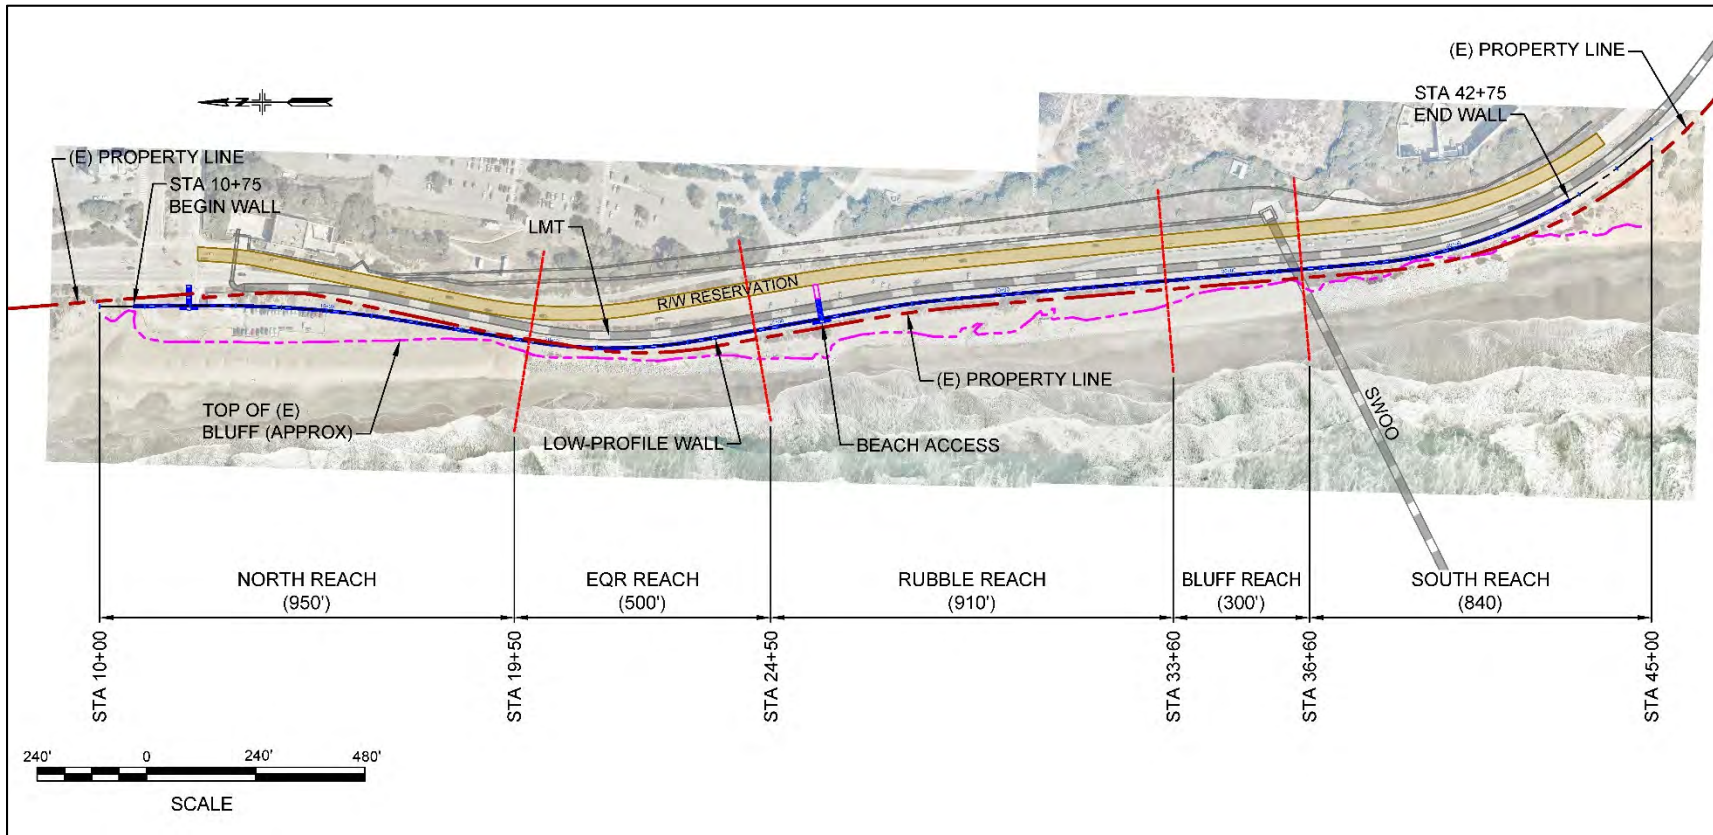 (E) PROPERTY LINE
STA 42+75
END WALL
N
(E) PROPERTY LINE
STA 10+75
BEGIN WALL
LMT
R/W RESERVATION
(E) PROPERTY LINE
TOP OF (E)
BLUFF (APPROX)
LOW-PROFILE WALL
BEACH ACCESS
SWOO
NORTH REACH
(950')
EQR REACH
(500')
RUBBLE REACH
(910')
BLUFF REACH
(300')
SOUTH REACH
(840)
STA 10+00
STA 19+50
STA 24+50
STA 33+60
STA 36+60
STA 45+00
240'
0
240'
480'
SCALE